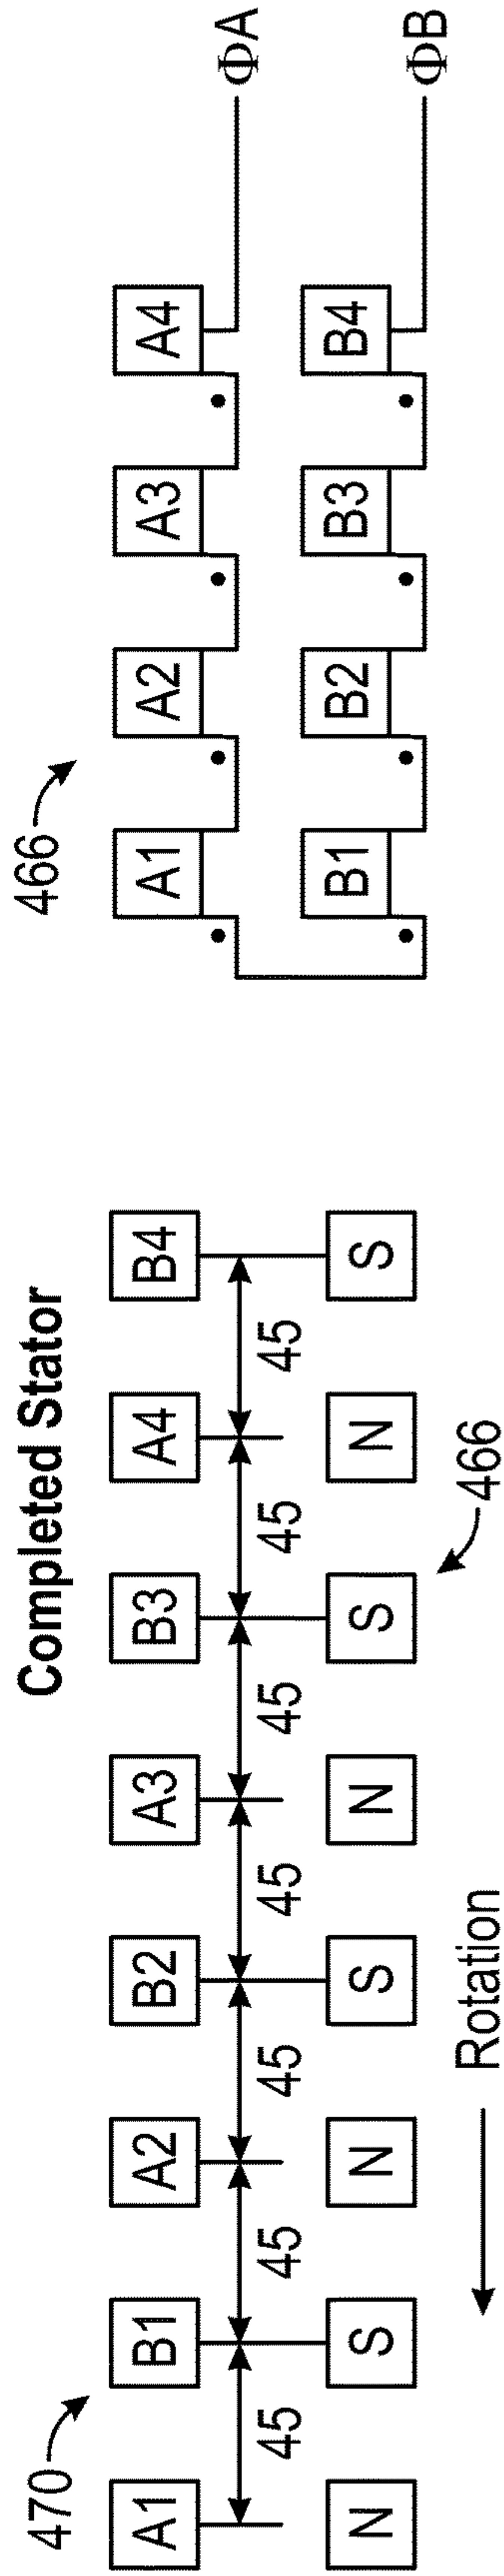 Completed Stator
470
A1 B1 A2 B2 A3 B3 A4 B4
45 45 45 45 45 45 45
N S N S N S N S
Rotation
466
466
A1 A2 A3 A4
ΦA
B1 B2 B3 B4
ΦB